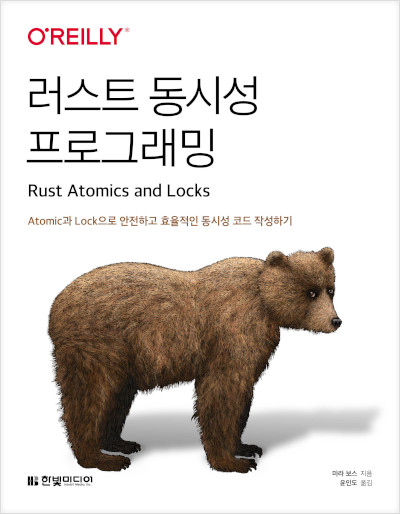 O'REILLY®
러스트 동시성
프로그래밍
Rust Atomics and Locks
Atomic과 Lock으로 안전하고 효율적인 동시성 코드 작성하기
한빛미디어
Hanbit Media, Inc.
마라 보스 지음
윤인도 옮김